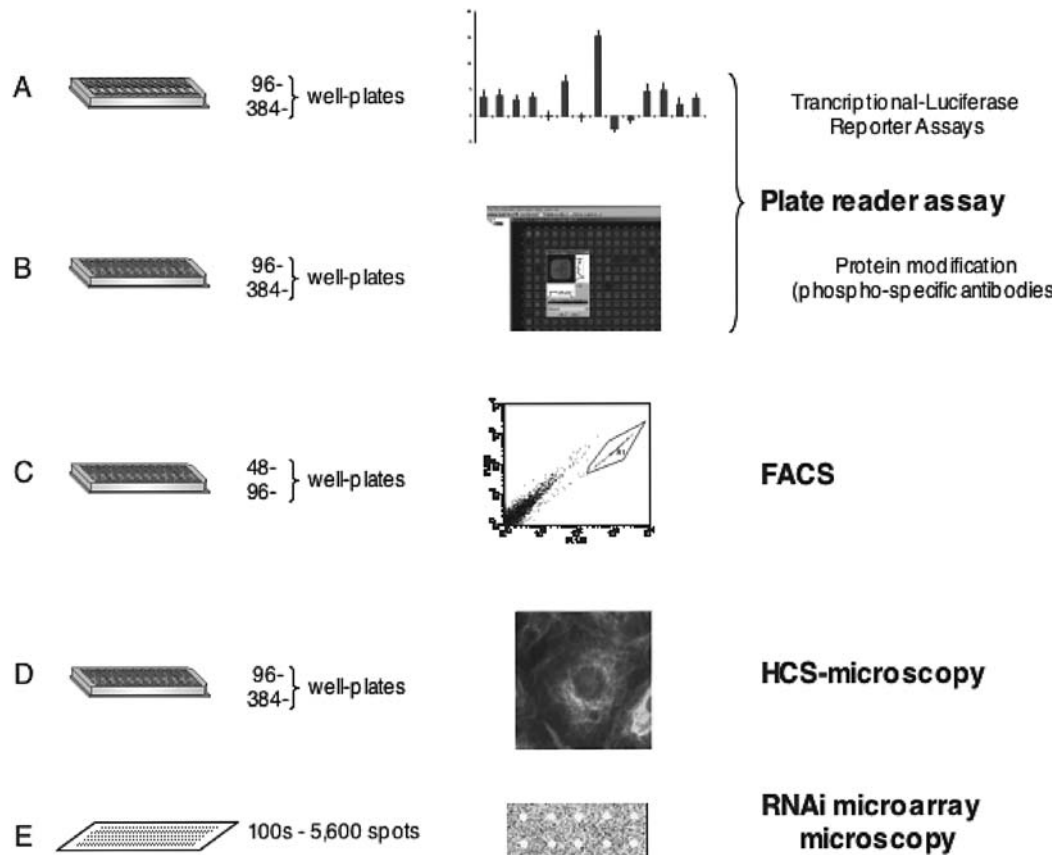 A
96-
384-
well-plates
Trancriptional-Luciferase
Reporter Assays
Plate reader assay
B
96-
384-
well-plates
Protein modification
(phospho-specific antibodies
C
48-
96-
well-plates
R1
FACS
D
96-
384-
well-plates
HCS-microscopy
E
100s - 5,600 spots
RNAi microarray
microscopy